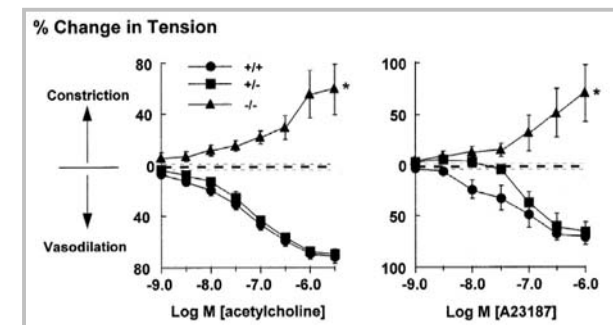 % Change in Tension
Constriction
Vasodilation
80
40
0
40
80
+/+
+/-
-/-
*
-9.0 -8.0 -7.0 -6.0
Log M [acetylcholine]
100
50
0
50
100
*
-9.0 -8.0 -7.0 -6.0
Log M [A23187]